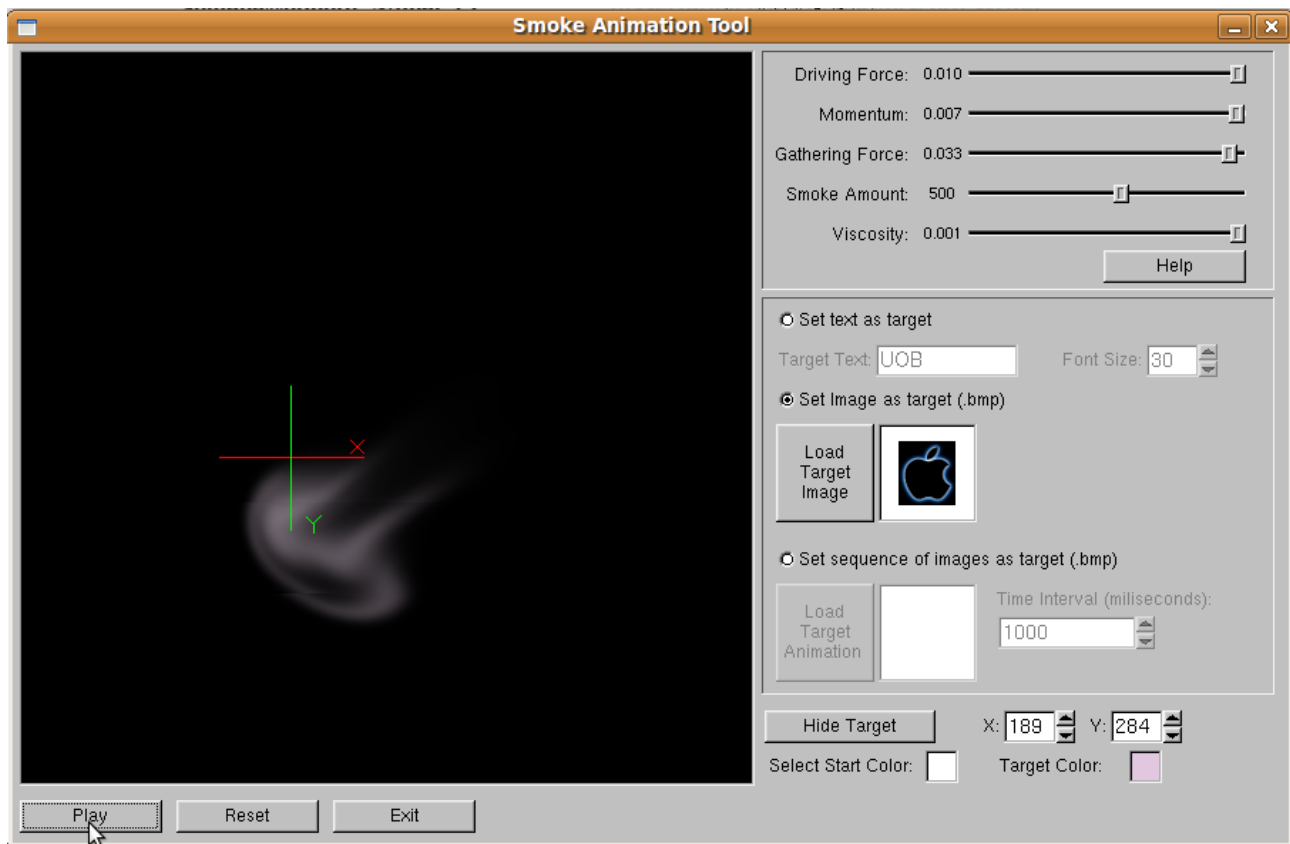 Smoke Animation Tool
Driving Force: 0.010
Momentum: 0.007
Gathering Force: 0.033
Smoke Amount: 500
Viscosity: 0.001
Help
Set text as target
Target Text: UOB Font Size: 30
Set Image as target (.bmp)
Load
Target
Image
X
Y
Set sequence of images as target (.bmp)
Load
Target
Animation
Time Interval (miliseconds):
1000
Hide Target X: 189 Y: 284
Select Start Color: Target Color:
Play Reset Exit